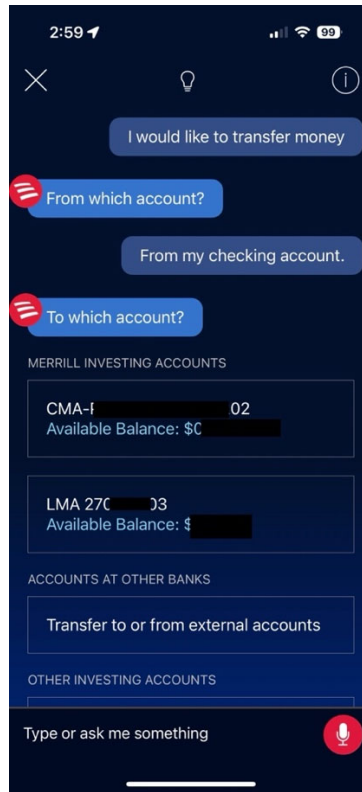 2:59
99
I would like to transfer money
From which account?
From my checking account.
To which account?
MERRILL INVESTING ACCOUNTS
02
Available Balance: $
LMA 03
Available Balance: $
ACCOUNTS AT OTHER BANKS
Transfer to or from external accounts
OTHER INVESTING ACCOUNTS
Type or ask me something